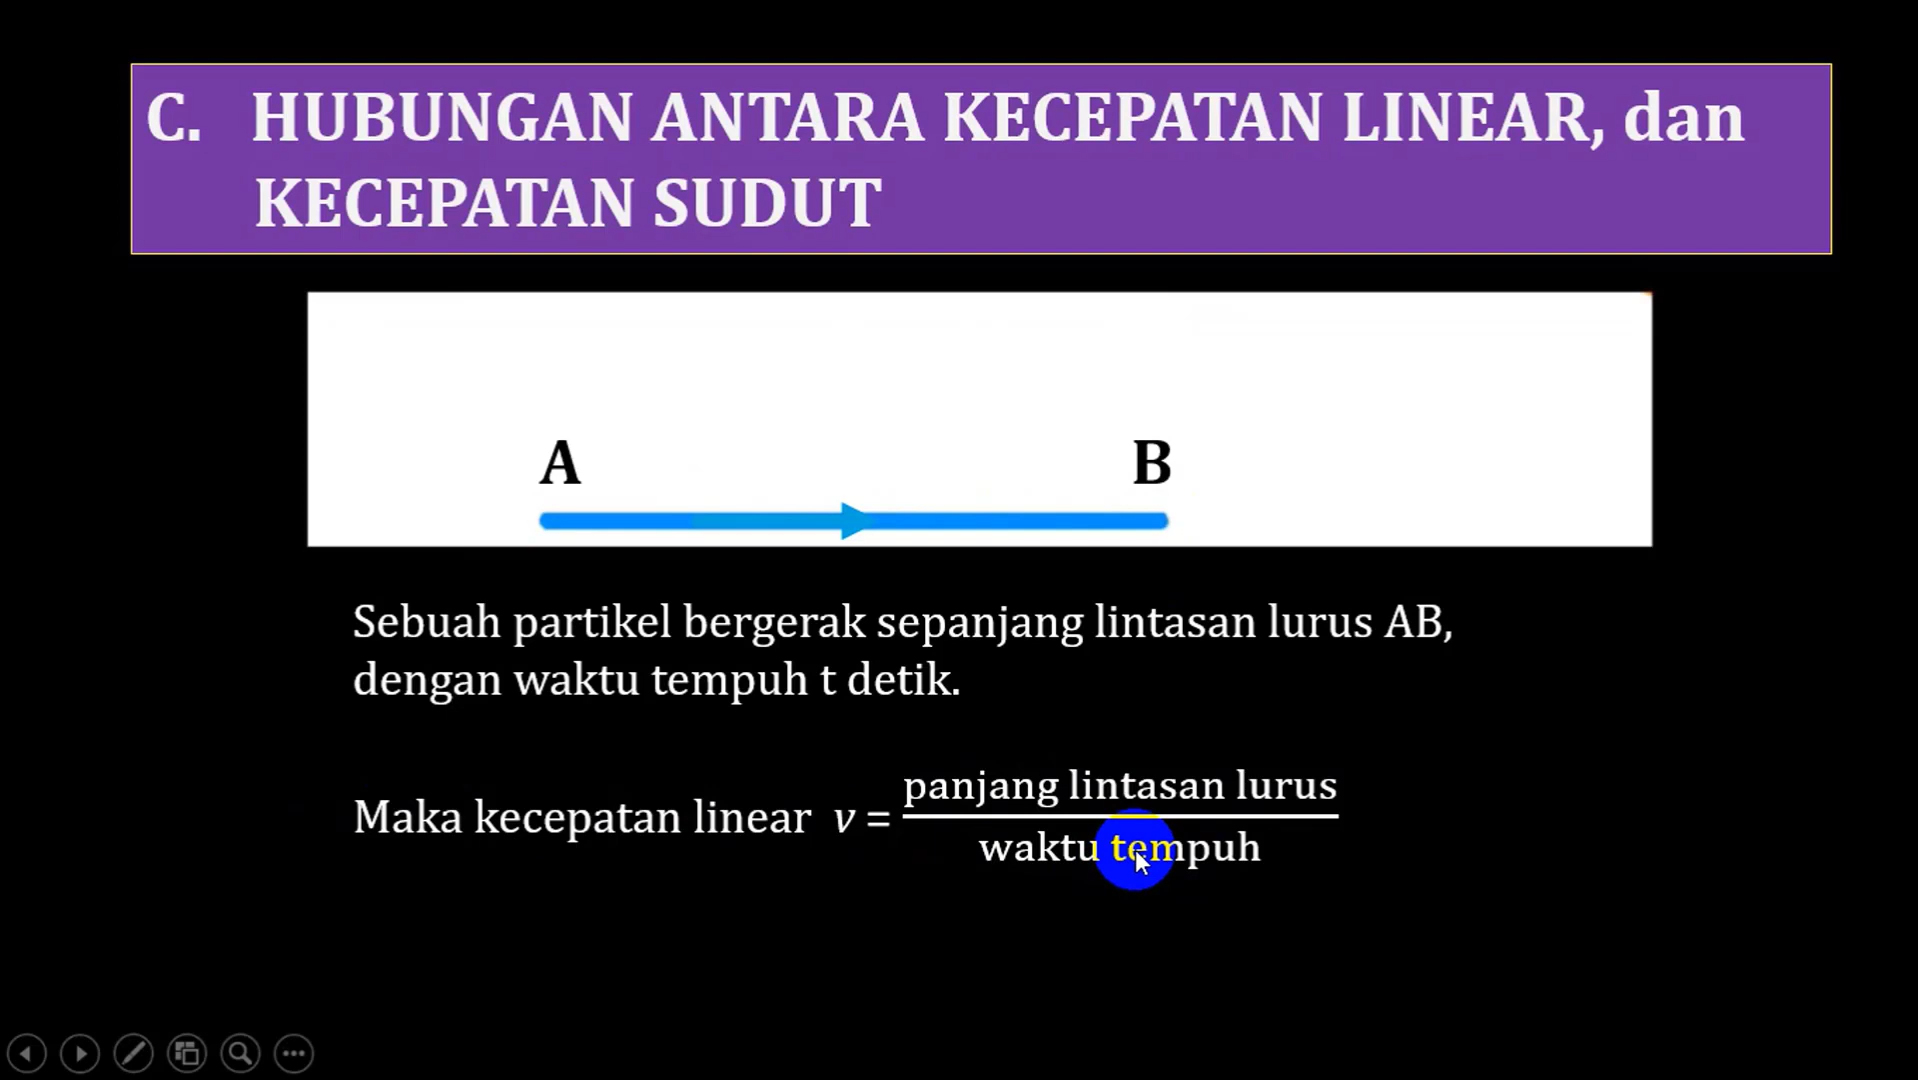 C. HUBUNGAN ANTARA KECEPATAN LINEAR, dan
KECEPATAN SUDUT
A B
Sebuah partikel bergerak sepanjang lintasan lurus AB,
dengan waktu tempuh t detik.
Maka kecepatan linear v = panjang lintasan lurus
waktu tempuh